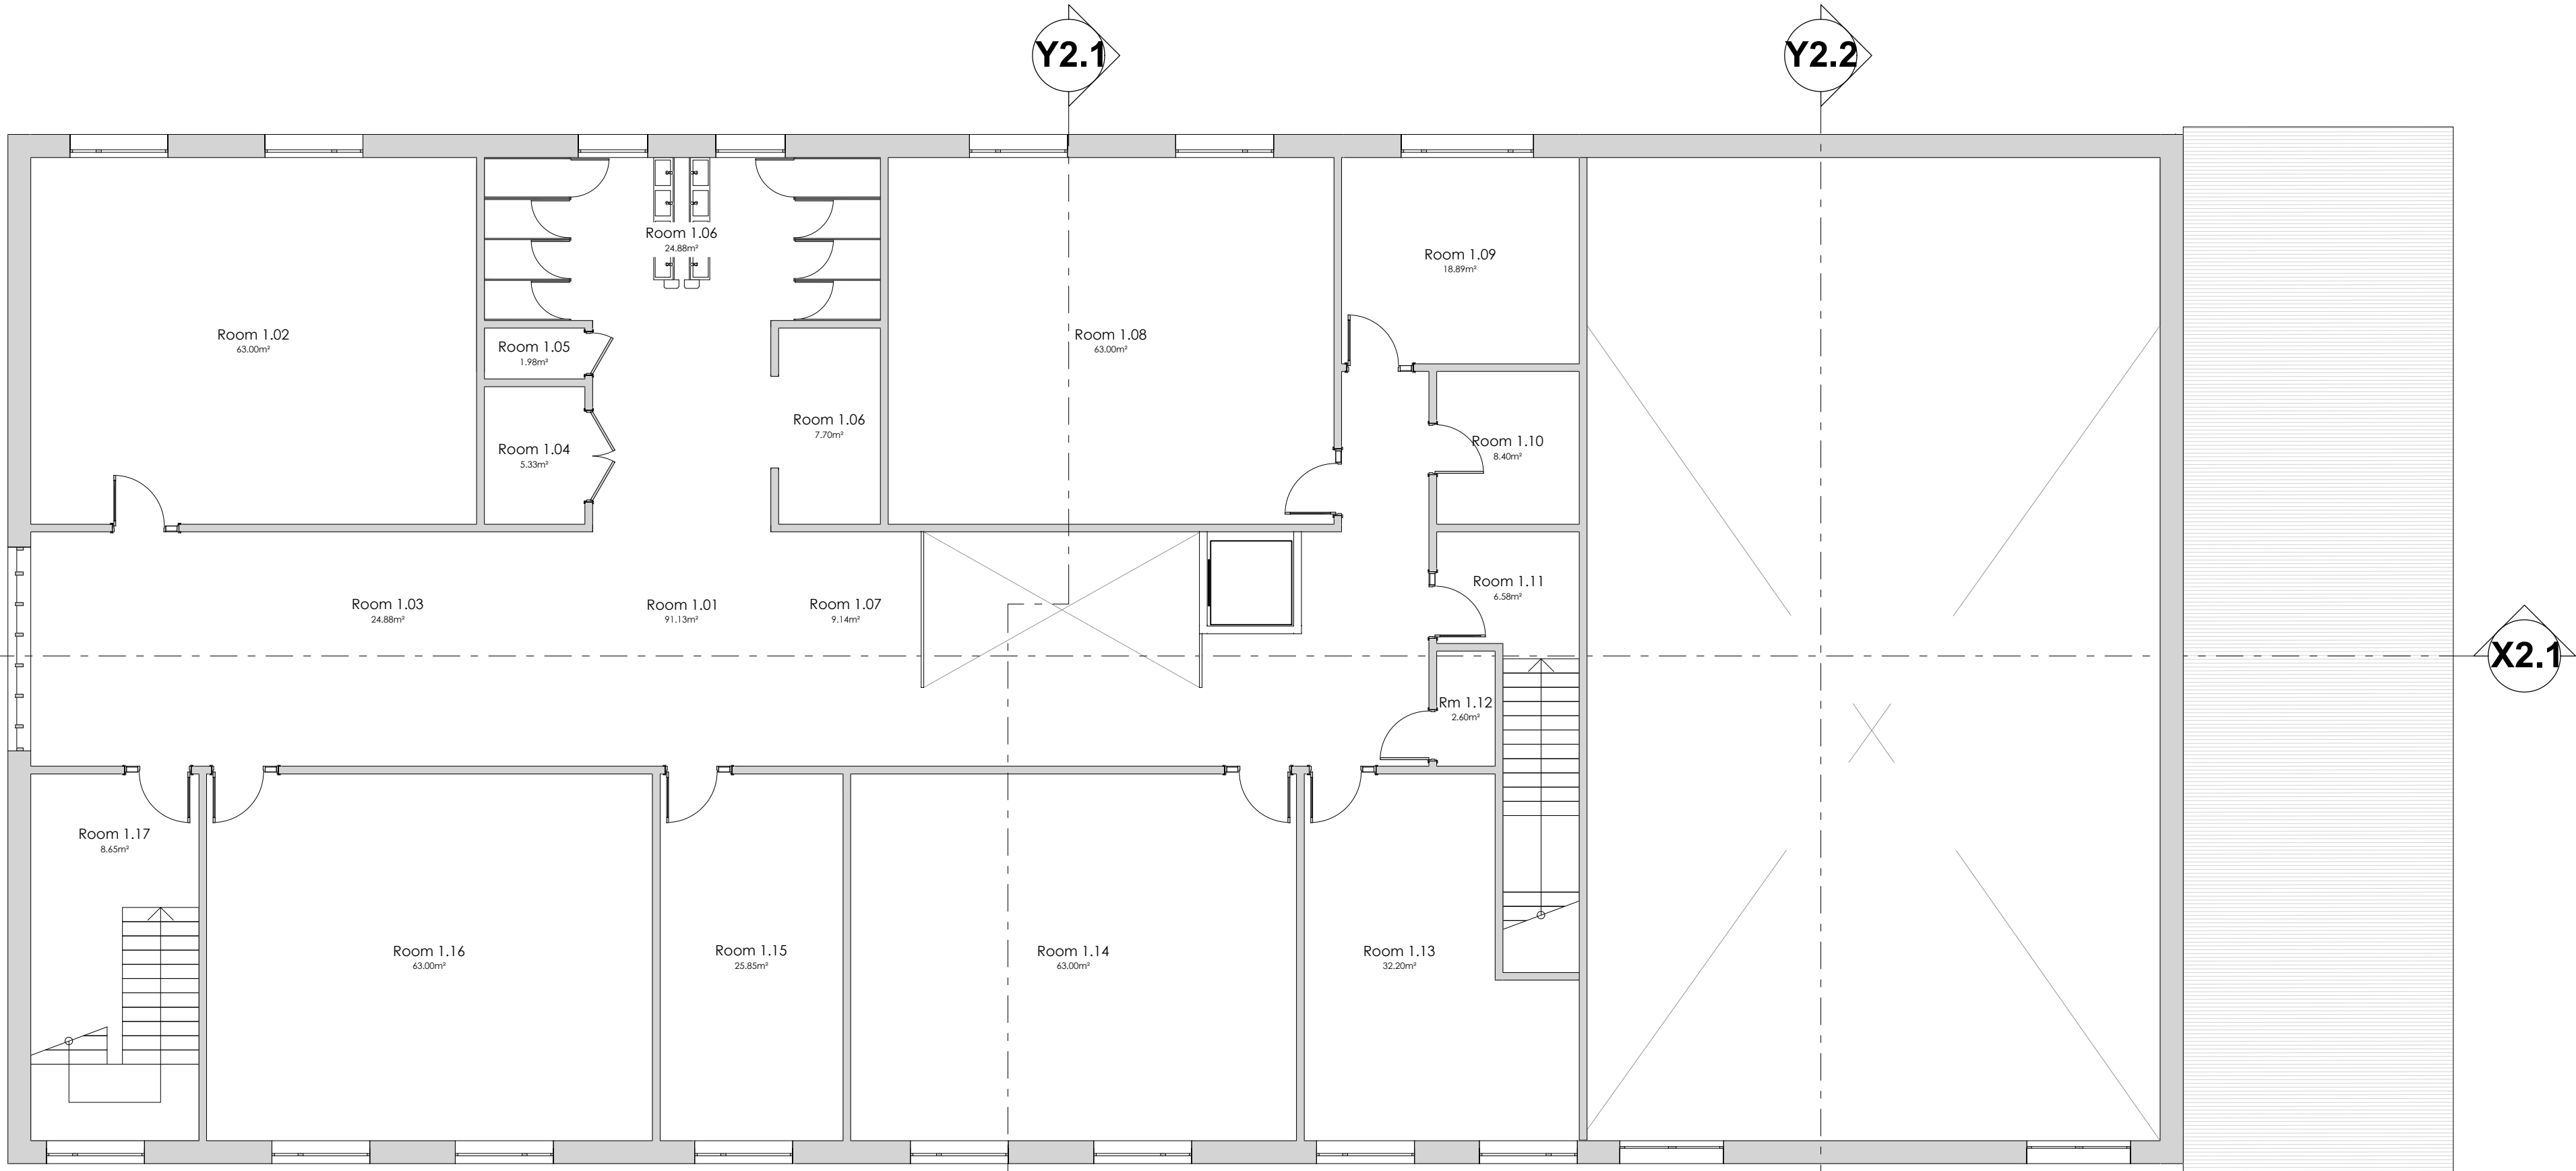 Y2.1
Y2.2
Room 1.06
24.88m²
Room 1.09
18.89m²
Room 1.02
63.00m²
Room 1.05
1.98m²
Room 1.08
63.00m²
Room 1.06
7.70m²
Room 1.04
5.33m²
Room 1.10
8.40m²
Room 1.11
6.58m²
Room 1.03
24.88m²
Room 1.01
91.13m²
Room 1.07
9.14m²
X2.1
Rm 1.12
2.60m²
Room 1.17
8.65m²
Room 1.16
63.00m²
Room 1.15
25.85m²
Room 1.14
63.00m²
Room 1.13
32.20m²